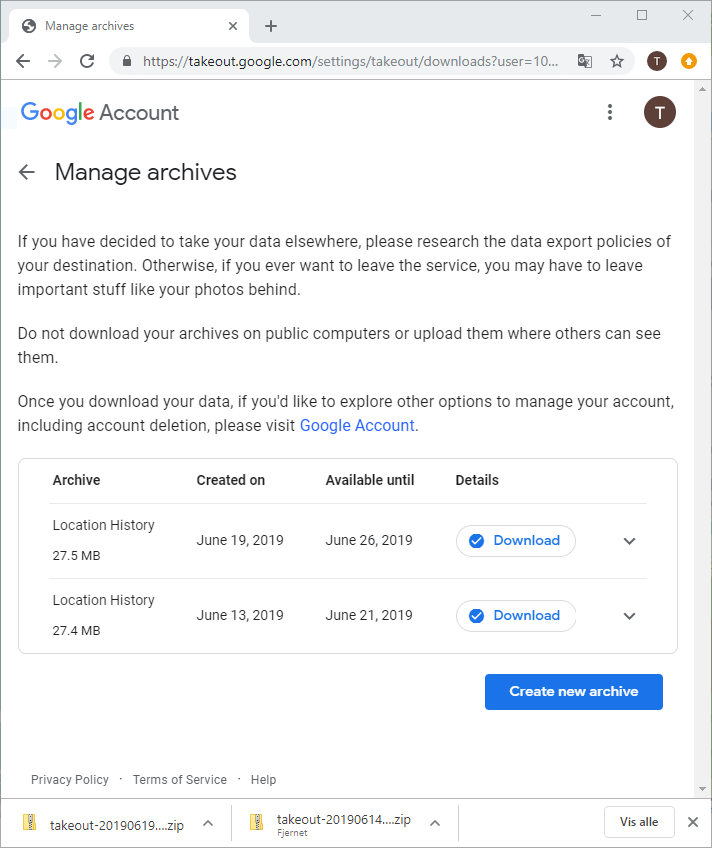 Manage archives
https://takeout.google.com/settings/takeout/downloads?user=10...
T
Google Account
T
Manage archives
If you have decided to take your data elsewhere, please research the data export policies of
your destination. Otherwise, if you ever want to leave the service, you may have to leave
important stuff like your photos behind.
Do not download your archives on public computers or upload them where others can see
them.
Once you download your data, if you'd like to explore other options to manage your account,
including account deletion, please visit Google Account.
Archive Created on Available until Details
Location History
27.5 MB
June 19, 2019 June 26, 2019 Download
Location History
27.4 MB
June 13, 2019 June 21, 2019 Download
Create new archive
Privacy Policy · Terms of Service · Help
takeout-20190619....zip
takeout-20190614....zip
Fjernet
Vis alle